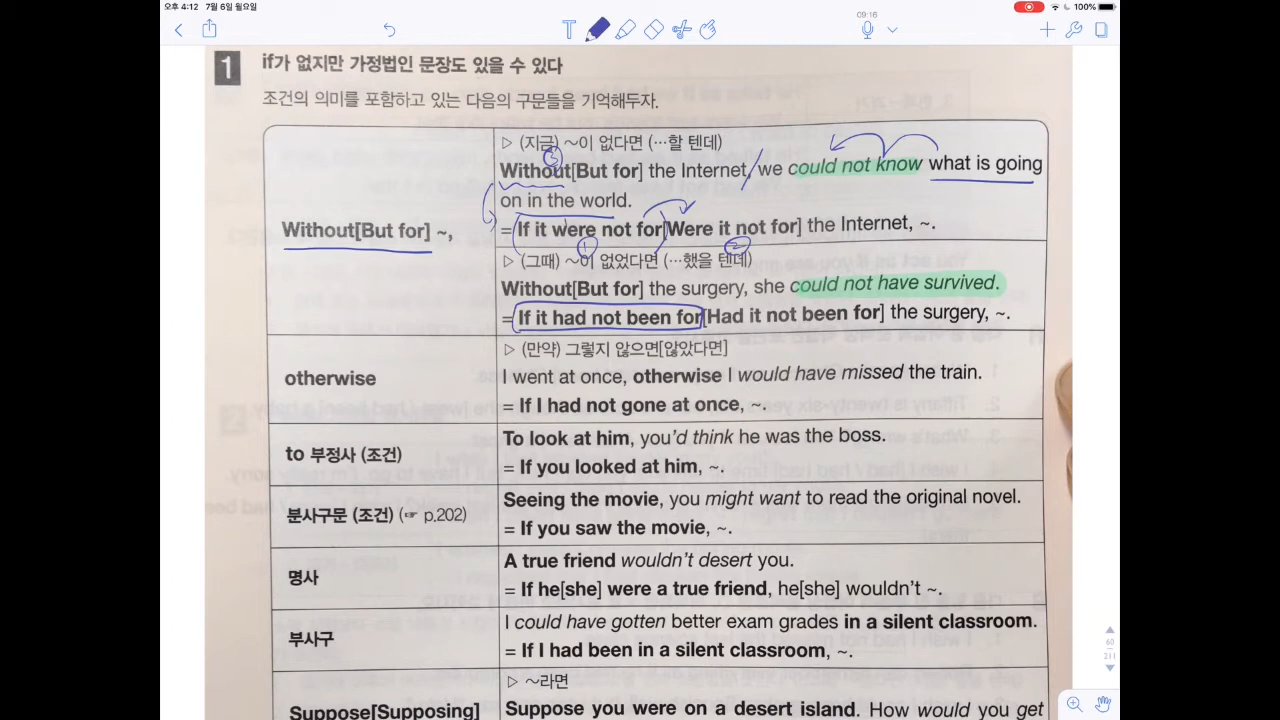 오후 4:12 7월 6일 월요일
100%
09:16
T
1 if가 없지만 가정법인 문장도 있을 수 있다
조건의 의미를 포함하고 있는 다음의 구문들을 기억해두자.
Without[But for] ~,
▷ (지금) ~이 없다면 (…할 텐데)
③
Without[But for] the Internet, we could not know what is going
on in the world.
= If it were not for[Were it not for] the Internet, ~.
① ②
▷ (그때) ~이 없었다면 (…했을 텐데)
Without[But for] the surgery, she could not have survived.
= If it had not been for[Had it not been for] the surgery, ~.
otherwise
▷ (만약) 그렇지 않으면[않았다면]
I went at once, otherwise I would have missed the train.
= If I had not gone at once, ~.
to 부정사 (조건)
To look at him, you'd think he was the boss.
= If you looked at him, ~.
분사구문 (조건) (☞ p.202)
Seeing the movie, you might want to read the original novel.
= If you saw the movie, ~.
명사
A true friend wouldn't desert you.
= If he[she] were a true friend, he[she] wouldn't ~.
부사구
I could have gotten better exam grades in a silent classroom.
= If I had been in a silent classroom, ~.
Suppose[Supposing]
▷ ~라면
Suppose you were on a desert island. How would you get
60
211